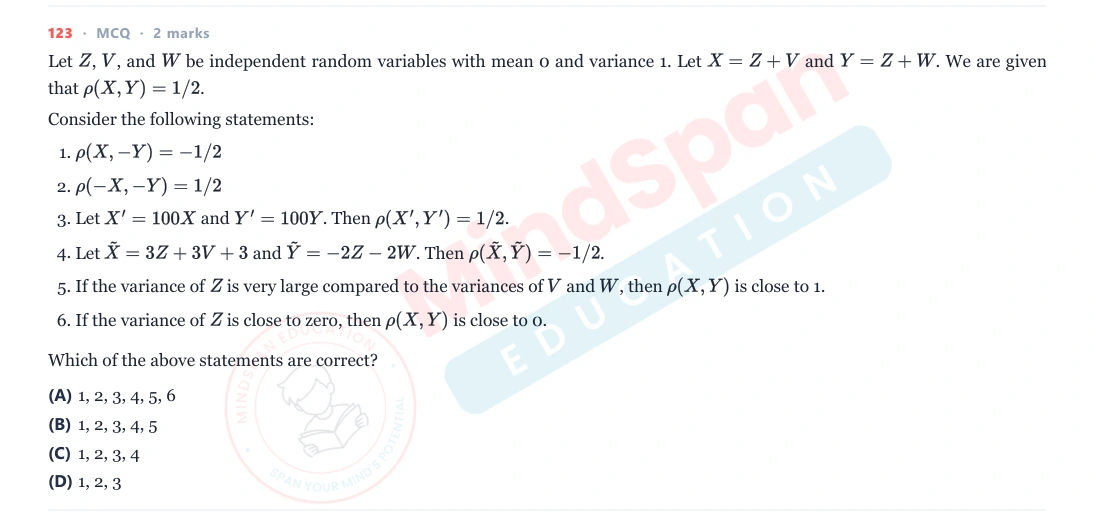 123 · MCQ · 2 marks
Let Z, V, and W be independent random variables with mean 0 and variance 1. Let X = Z + V and Y = Z + W. We are given
that ρ(X, Y) = 1/2.
Consider the following statements:
1. ρ(X, −Y) = −1/2
2. ρ(−X, −Y) = 1/2
3. Let X′ = 100X and Y′ = 100Y. Then ρ(X′, Y′) = 1/2.
4. Let X̃ = 3Z + 3V + 3 and Ỹ = −2Z − 2W. Then ρ(X̃, Ỹ) = −1/2.
5. If the variance of Z is very large compared to the variances of V and W, then ρ(X, Y) is close to 1.
6. If the variance of Z is close to zero, then ρ(X, Y) is close to 0.
Which of the above statements are correct?
(A) 1, 2, 3, 4, 5, 6
(B) 1, 2, 3, 4, 5
(C) 1, 2, 3, 4
(D) 1, 2, 3
MindSpan
EDUCATION
MINDSPAN EDUCATION
SPAN YOUR MIND'S POTENTIAL